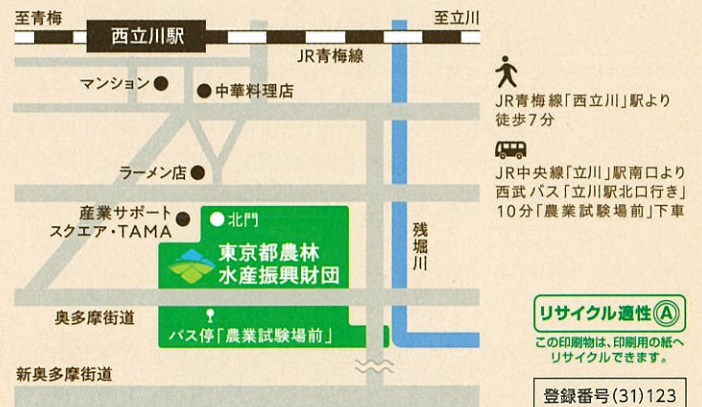 至青梅
至立川
西立川駅
JR青梅線
マンション
中華料理店
ラーメン店
産業サポート
スクエア・TAMA
北門
東京都農林
水産振興財団
残堀川
奥多摩街道
バス停「農業試験場前」
新奥多摩街道
JR青梅線「西立川」駅より
徒歩7分
JR中央線「立川」駅南口より
西武バス「立川駅北口行き」
10分「農業試験場前」下車
リサイクル適性Ⓐ
この印刷物は、印刷用の紙へ
リサイクルできます。
登録番号(31)123